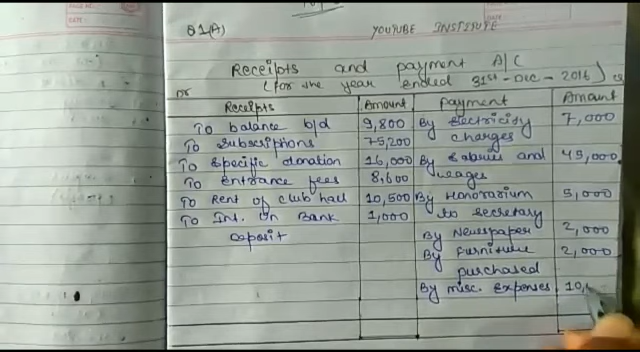 Q1(A) YOUTUBE INSTITUTE
Receipts and payment A/C
(for the year ended 31st-Dec-2016)
Dr Cr
Receipts Amount Payment Amount
To balance b/d 9,800 By Electricity 7,000
To Subscriptions 75,200 charges
To Specific donation 16,000 By Salaries and 45,000
To Entrance fees 8,600 wages
To Rent of club hall 10,500 By Honorarium 5,000
To Int. on Bank 1,000 to secretary
Deposit By Newspaper 2,000
By furniture 2,000
purchased
By misc. Expenses 10,